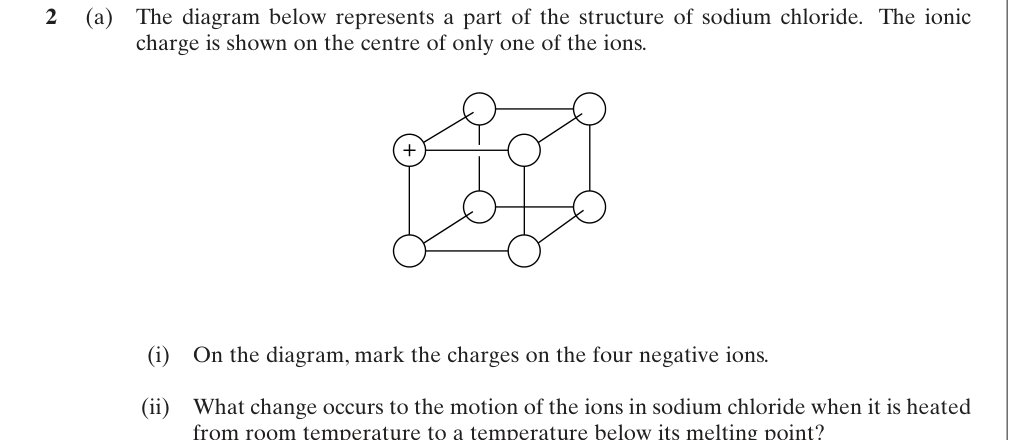 2 (a) The diagram below represents a part of the structure of sodium chloride. The ionic
charge is shown on the centre of only one of the ions.
+
(i) On the diagram, mark the charges on the four negative ions.
(ii) What change occurs to the motion of the ions in sodium chloride when it is heated
from room temperature to a temperature below its melting point?